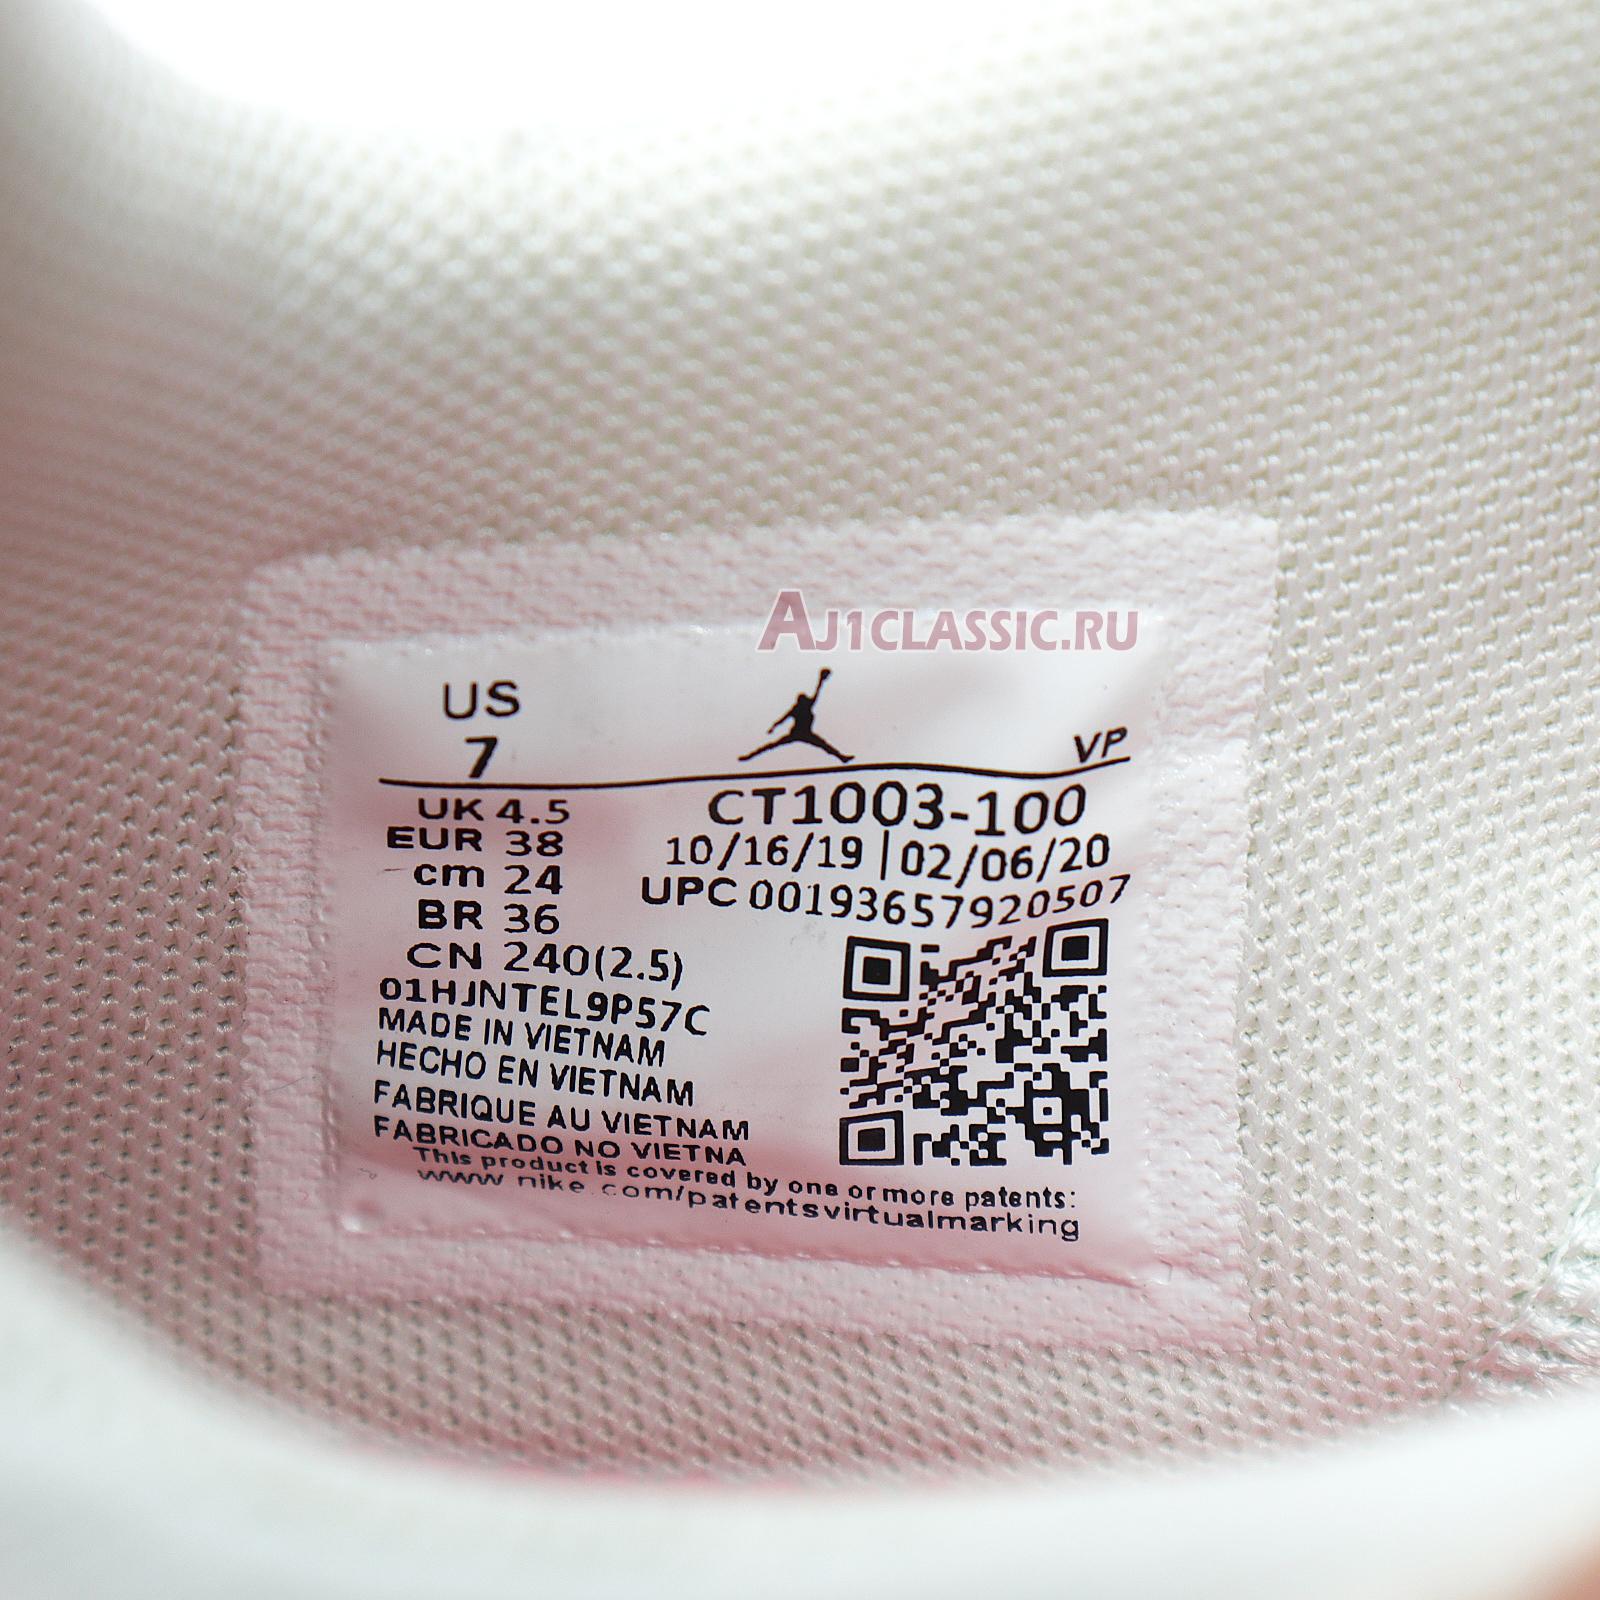 AJ1CLASSIC.RU
US
7
VP
UK 4.5
EUR 38
cm 24
BR 36
CN 240(2.5)
CT1003-100
10/16/19 | 02/06/20
UPC 00193657920507
01HJNTEL9P57C
MADE IN VIETNAM
HECHO EN VIETNAM
FABRIQUE AU VIETNAM
FABRICADO NO VIETNA
This product is covered by one or more patents:
www nike.com/patentsvirtualmarking